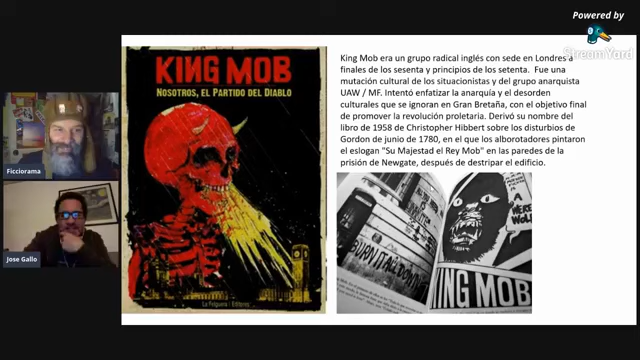 Powered by
StreamYard
KING MOB
NOSOTROS, EL PARTIDO DEL DIABLO
La Felguera Editores
King Mob era un grupo radical inglés con sede en Londres a
finales de los sesenta y principios de los setenta. Fue una
mutación cultural de los situacionistas y del grupo anarquista
UAW / MF. Intentó enfatizar la anarquía y el desorden
culturales que se ignoran en Gran Bretaña, con el objetivo final
de promover la revolución proletaria. Derivó su nombre del
libro de 1958 de Christopher Hibbert sobre los disturbios de
Gordon de junio de 1780, en el que los alborotadores pintaron
el eslogan "Su Majestad el Rey Mob" en las paredes de la
prisión de Newgate, después de destripar el edificio.
Ficciorama
Jose Gallo
BURN IT ALL DOWN
A
WERE
WOLF
KING MOB